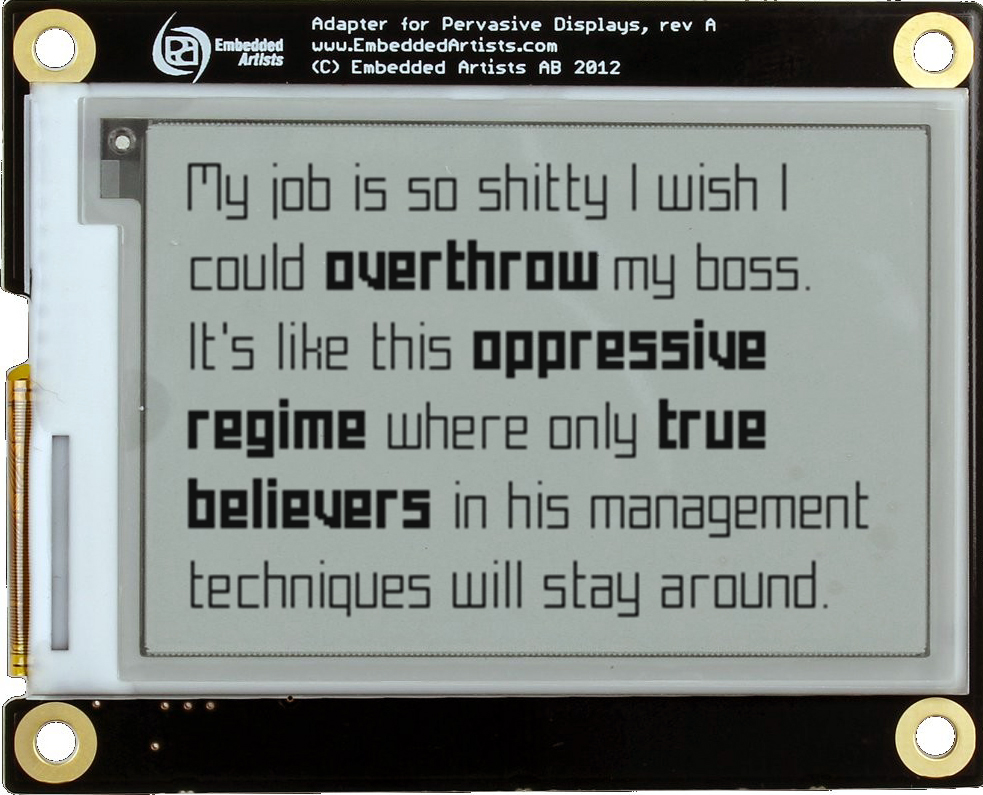 Embedded
Artists
Adapter for Pervasive Displays, rev A
www.EmbeddedArtists.com
(C) Embedded Artists AB 2012
My job is so shitty I wish I
could overthrow my boss.
It's like this oppressive
regime where only true
believers in his management
techniques will stay around.